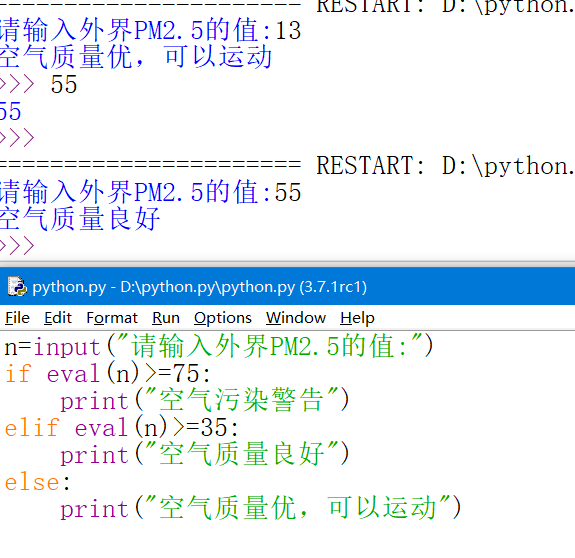 ====================== RESTART: D:\python.
请输入外界PM2.5的值:13
空气质量优，可以运动
>>> 55
55
>>>
====================== RESTART: D:\python.
请输入外界PM2.5的值:55
空气质量良好
>>>
python.py - D:\python.py\python.py (3.7.1rc1)
File Edit Format Run Options Window Help
n=input("请输入外界PM2.5的值:")
if eval(n)>=75:
    print("空气污染警告")
elif eval(n)>=35:
    print("空气质量良好")
else:
    print("空气质量优，可以运动")